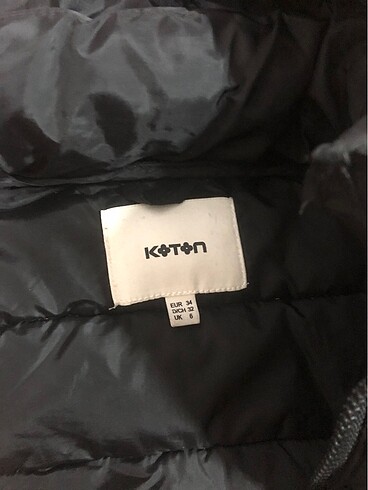 KOTON
EUR 34
D/CH 32
UK 6